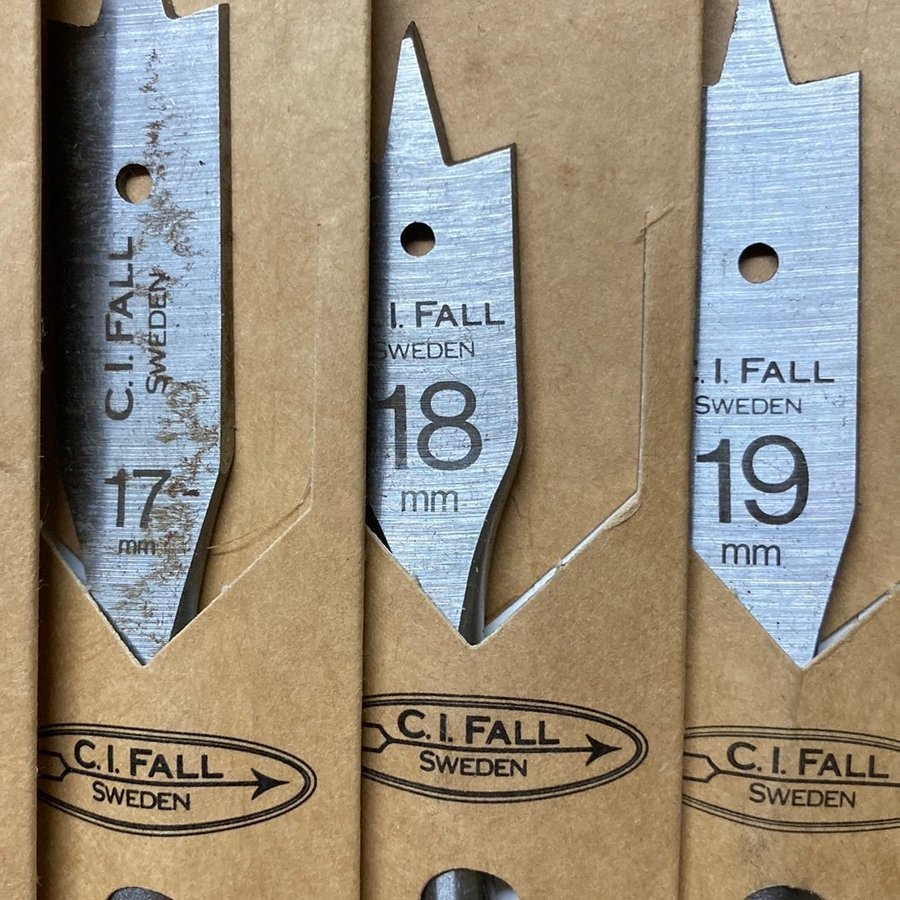 C. I. FALL
SWEDEN
17
mm
C. I. FALL
SWEDEN
I. FALL
SWEDEN
18
mm
C. I. FALL
SWEDEN
. I. FALL
SWEDEN
19
mm
C. I. FALL
SWEDEN